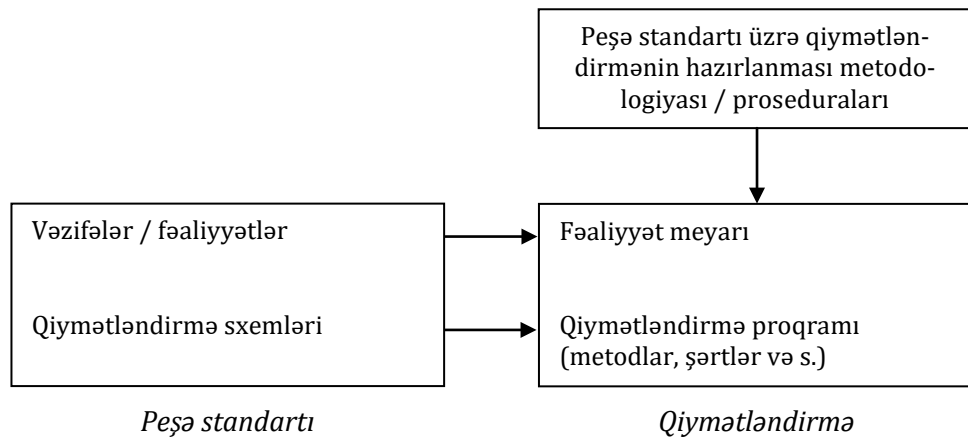 Peşə standartı üzrə qiymətlən-
dirmənin hazırlanması metodo-
logiyası / proseduraları
Vəzifələr / fəaliyyətlər
Fəaliyyət meyarı
Qiymətləndirmə sxemləri
Qiymətləndirmə proqramı
(metodlar, şərtlər və s.)
Peşə standartı
Qiymətləndirmə